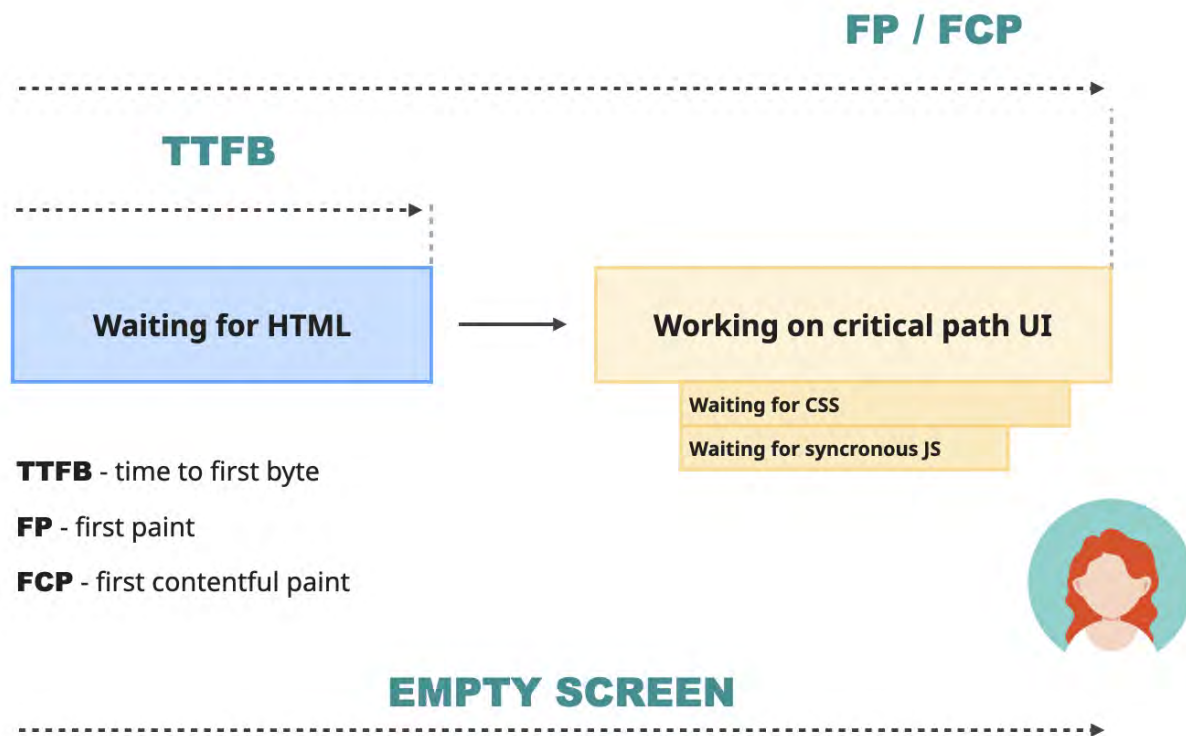 FP / FCP
TTFB
Waiting for HTML
Working on critical path UI
Waiting for CSS
Waiting for syncronous JS
TTFB - time to first byte
FP - first paint
FCP - first contentful paint
EMPTY SCREEN